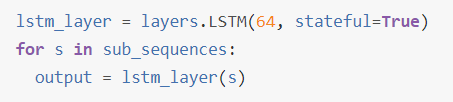 lstm_layer = layers.LSTM(64, stateful=True)
for s in sub_sequences:
  output = lstm_layer(s)